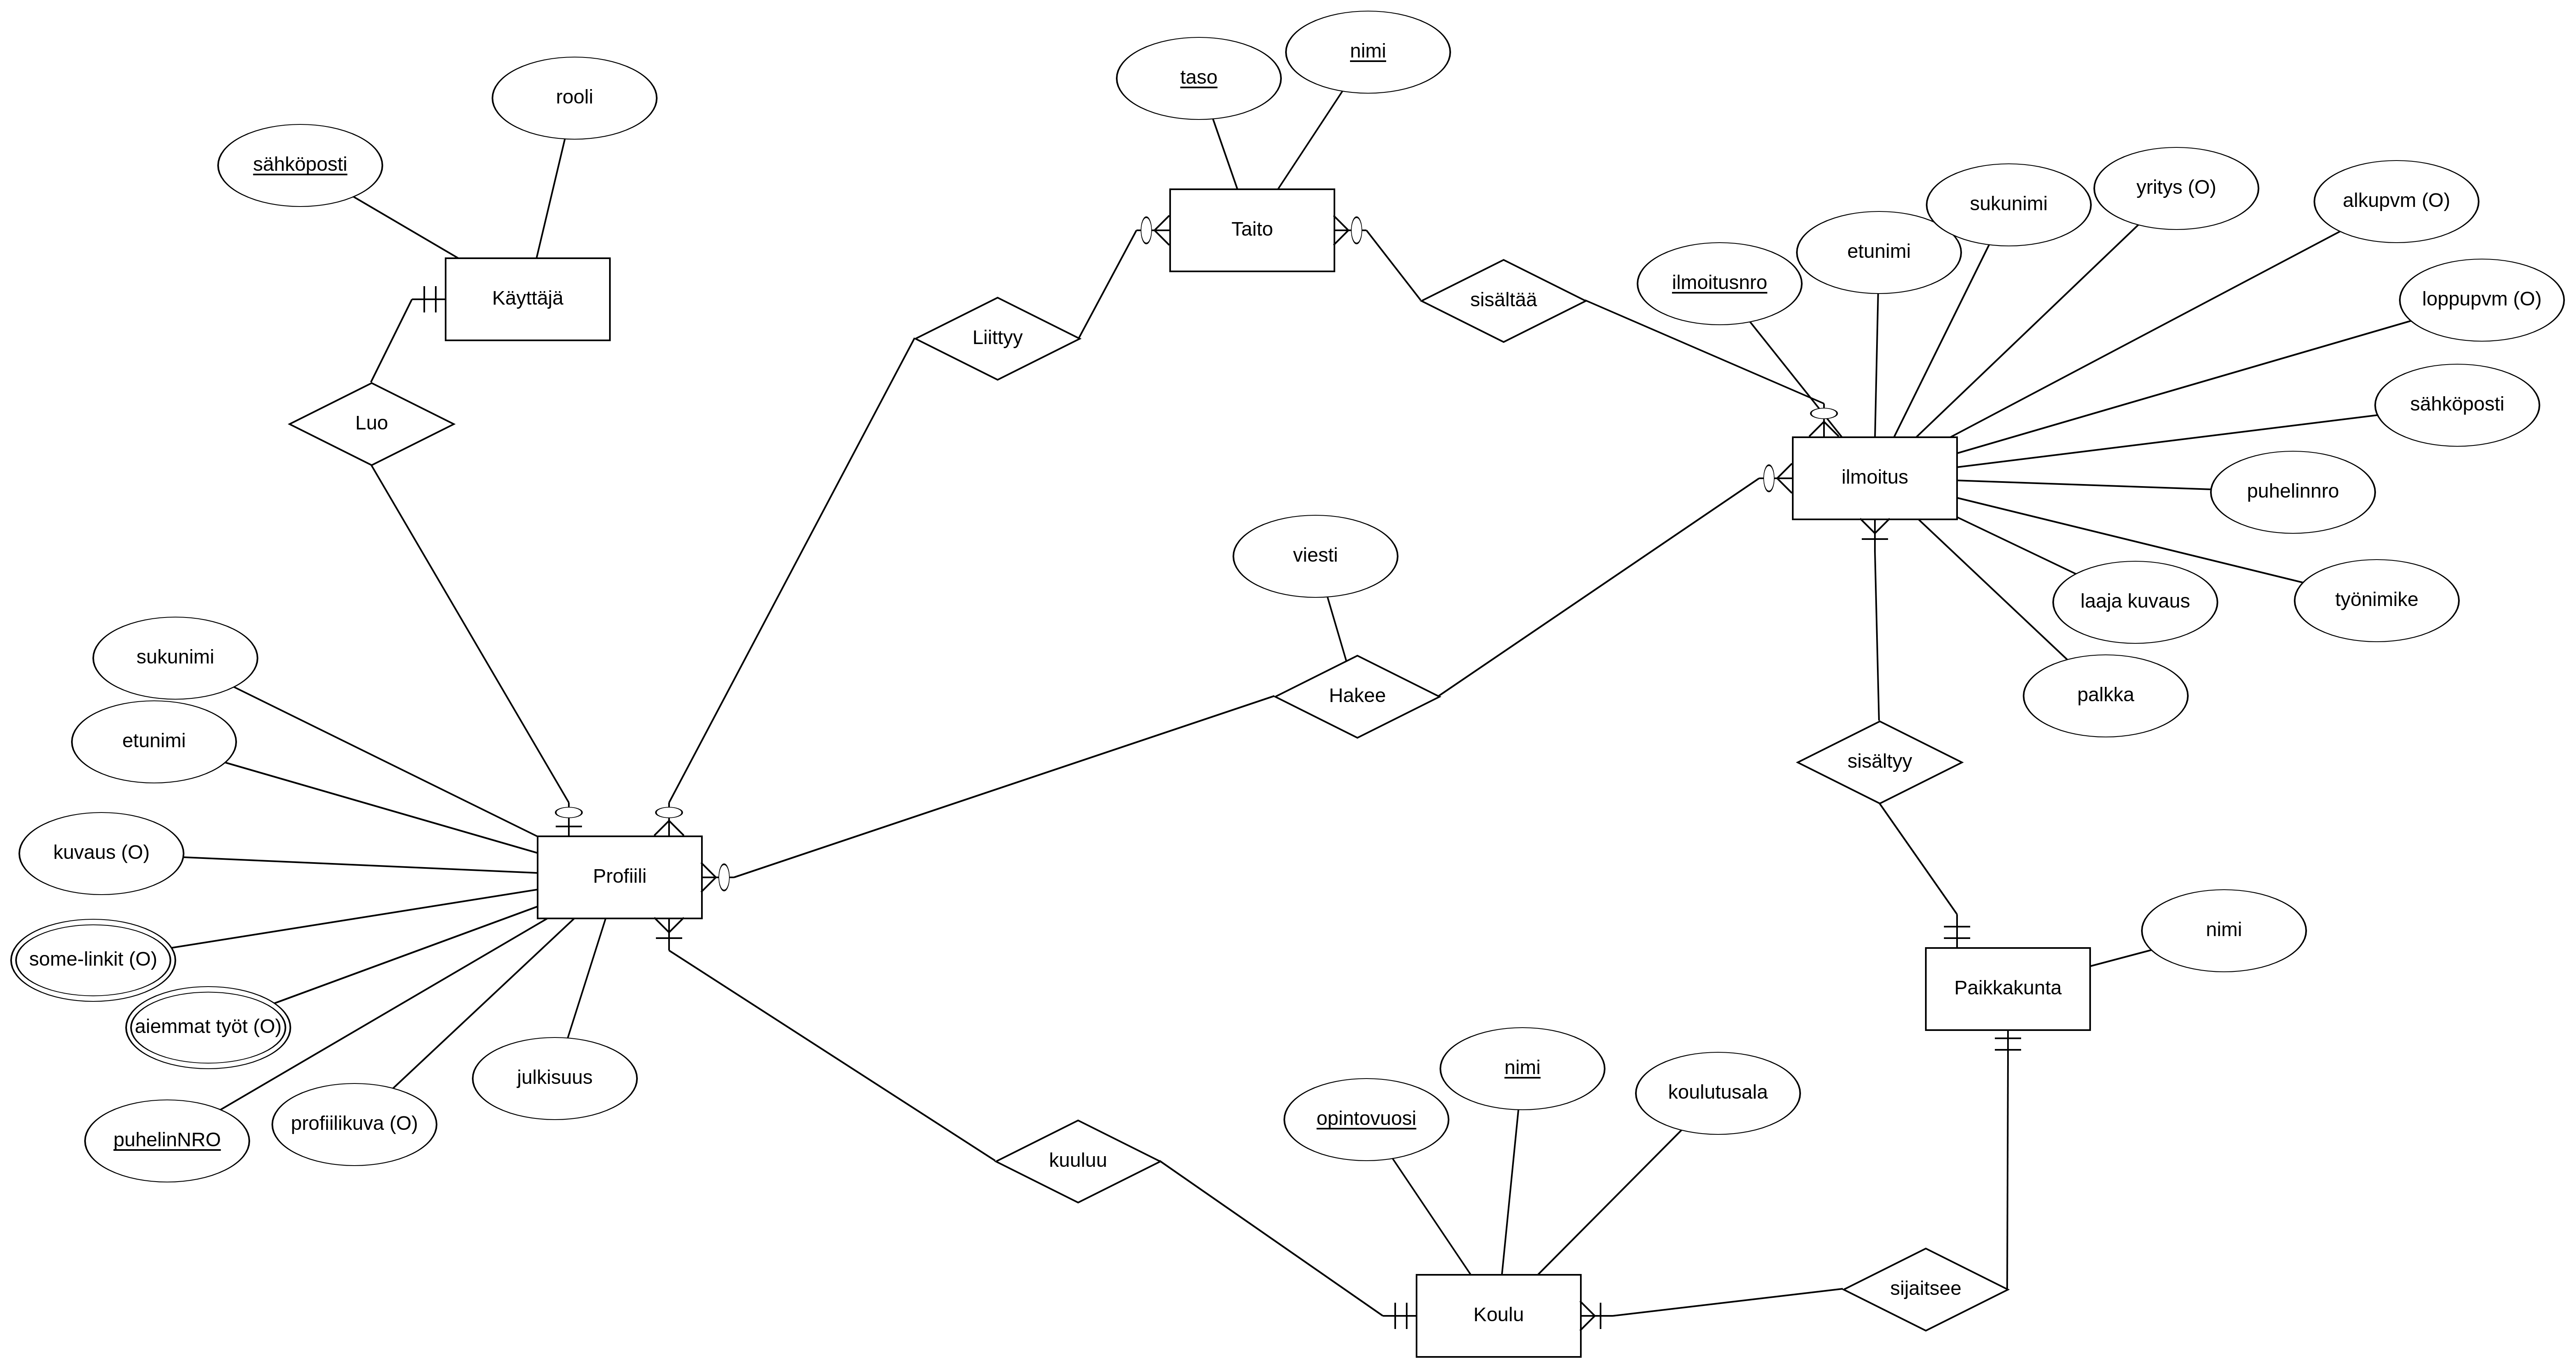 nimi
taso
rooli
sähköposti
yritys (O)
alkupvm (O)
sukunimi
etunimi
Taito
ilmoitusnro
Käyttäjä
sisältää
loppupvm (O)
Liittyy
sähköposti
Luo
ilmoitus
puhelinnro
viesti
työnimike
laaja kuvaus
sukunimi
Hakee
palkka
etunimi
sisältyy
kuvaus (O)
Profiili
nimi
some-linkit (O)
Paikkakunta
aiemmat työt (O)
nimi
julkisuus
koulutusala
opintovuosi
profiilikuva (O)
puhelinNRO
kuuluu
sijaitsee
Koulu